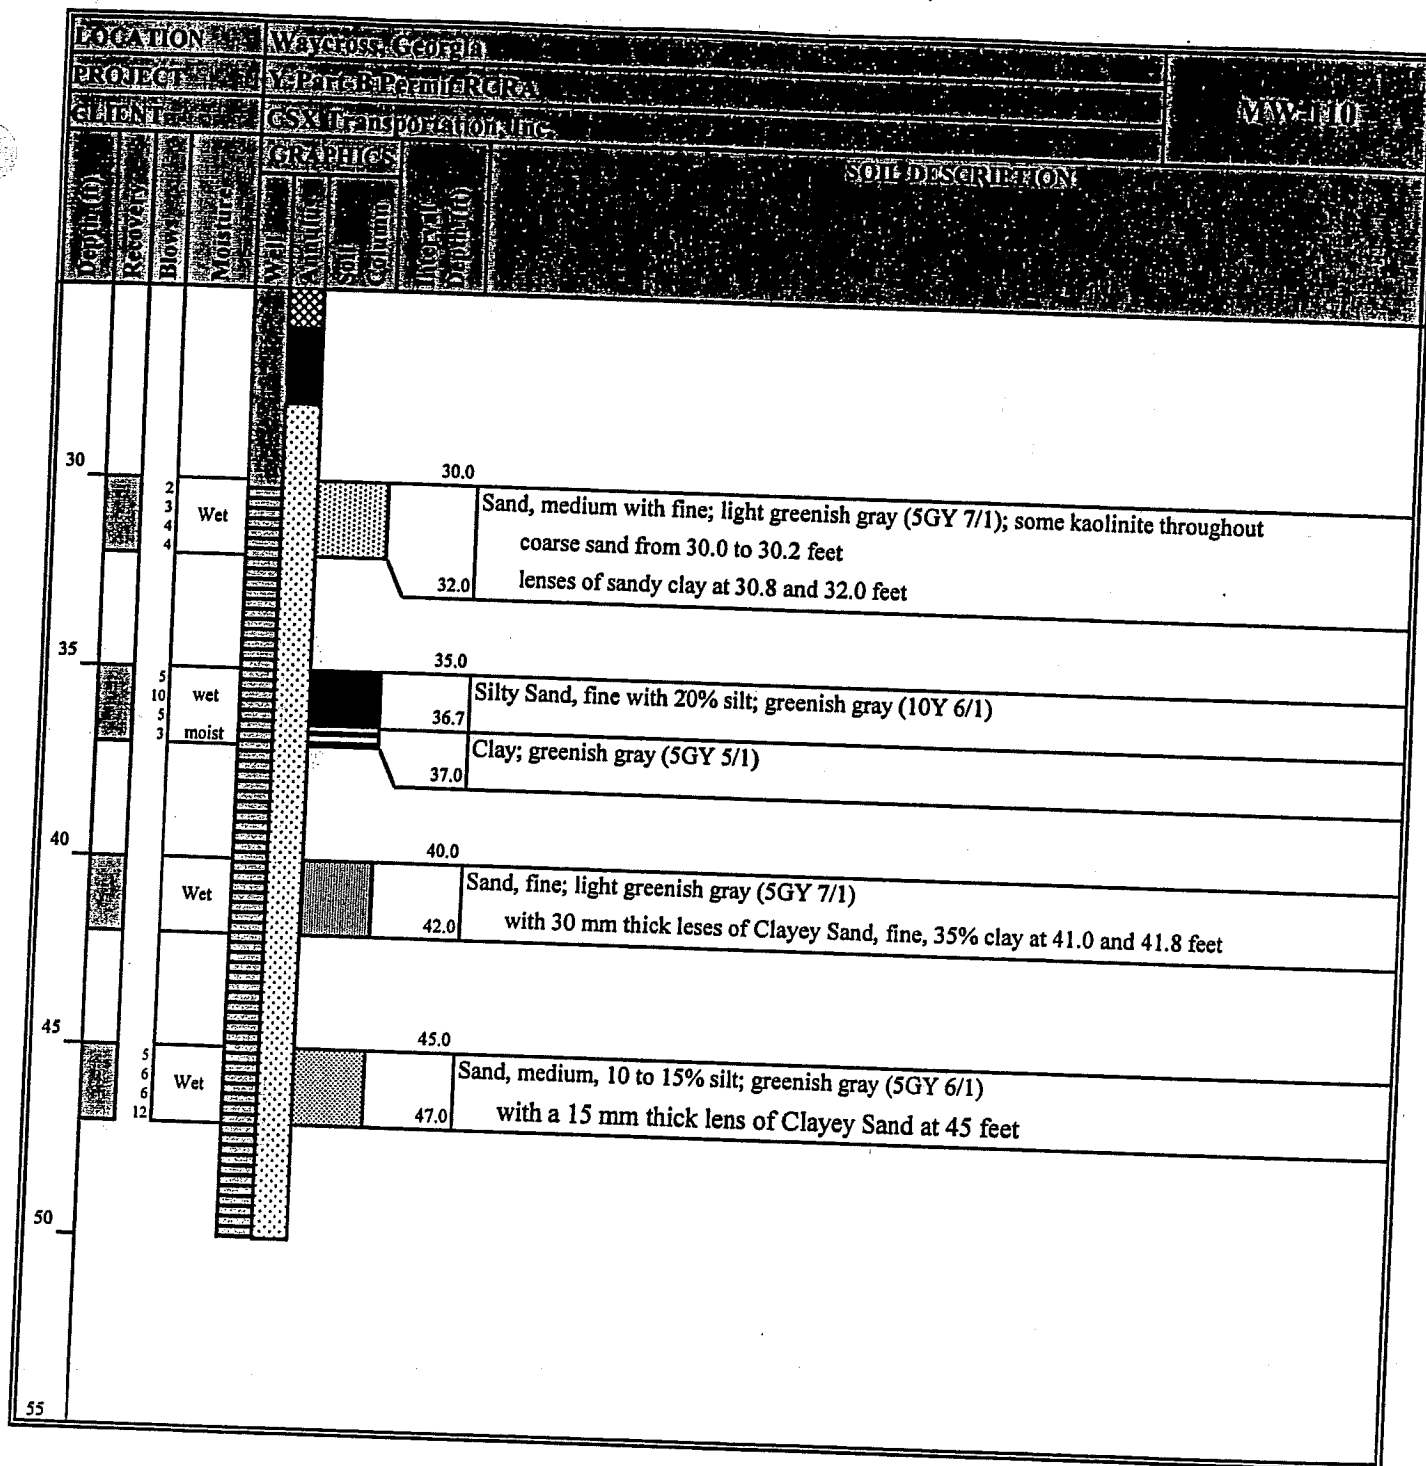 LOCATION Waycross, Georgia
PROJECT Y-Part B Permit RCRA
CLIENT CSX Transportation, Inc.
MW-110
Depth (ft)
Recovery
Blows
Moisture
GRAPHICS
Well
Annulus
Soil Column
Interval Depth (ft)
SOIL DESCRIPTION
30
2
3
4
4
Wet
30.0
32.0
Sand, medium with fine; light greenish gray (5GY 7/1); some kaolinite throughout
coarse sand from 30.0 to 30.2 feet
lenses of sandy clay at 30.8 and 32.0 feet
35
5
10
5
3
wet
moist
35.0
36.7
Silty Sand, fine with 20% silt; greenish gray (10Y 6/1)
Clay; greenish gray (5GY 5/1)
37.0
40
Wet
40.0
42.0
Sand, fine; light greenish gray (5GY 7/1)
with 30 mm thick leses of Clayey Sand, fine, 35% clay at 41.0 and 41.8 feet
45
5
6
6
12
Wet
45.0
47.0
Sand, medium, 10 to 15% silt; greenish gray (5GY 6/1)
with a 15 mm thick lens of Clayey Sand at 45 feet
50
55